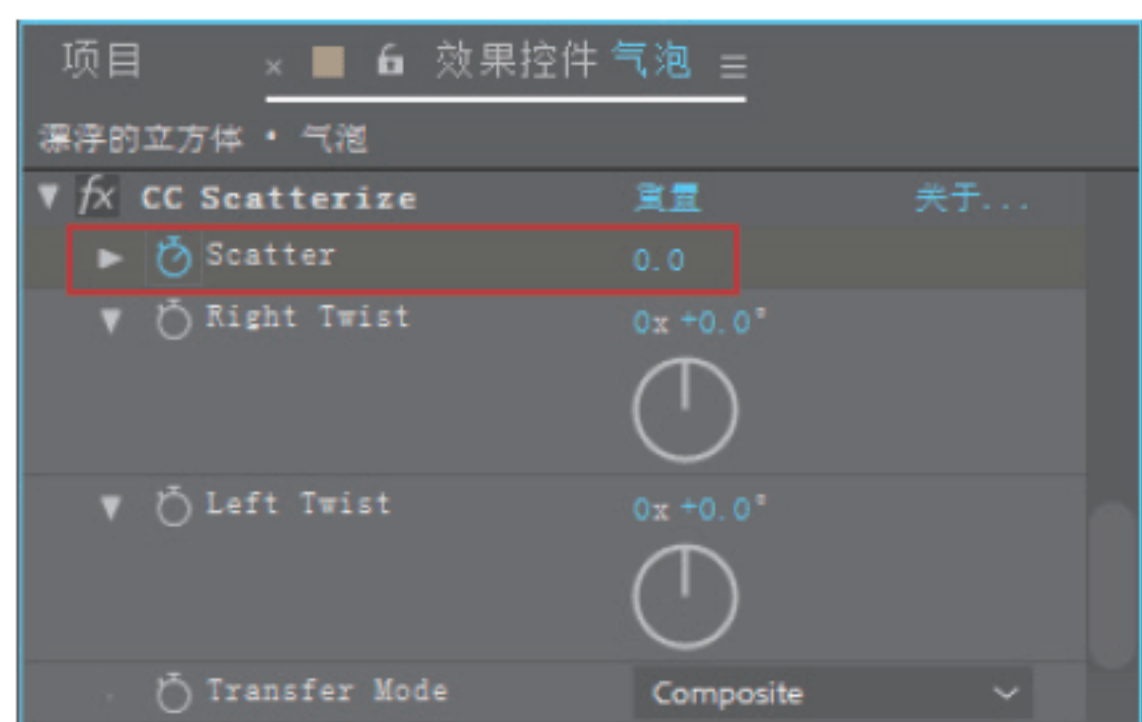 项目 × 效果控件 气泡 ≡
漂浮的立方体 • 气泡
fx CC Scatterize 重置 关于...
Scatter 0.0
Right Twist 0x +0.0°
Left Twist 0x +0.0°
Transfer Mode Composite